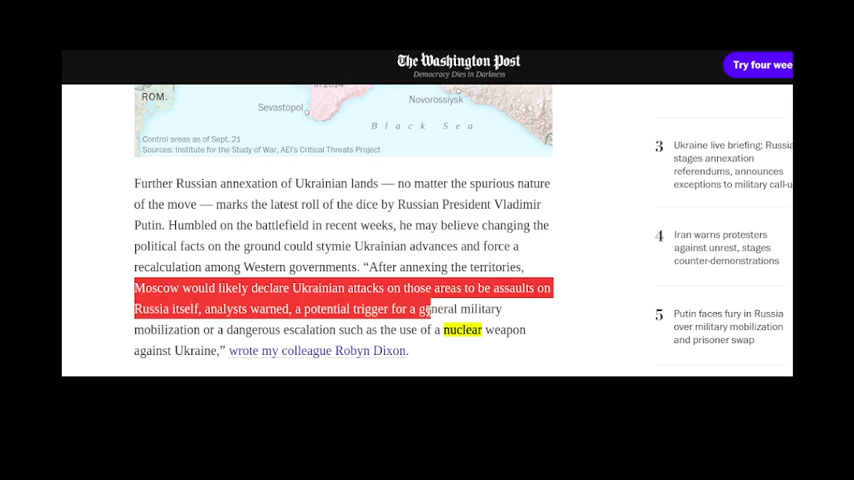 The Washington Post
Democracy Dies in Darkness
Try four wee
in 2014
ROM.
Sevastopol
Novorossiysk
Black Sea
Control areas as of Sept. 21
Sources: Institute for the Study of War, AEI's Critical Threats Project
Further Russian annexation of Ukrainian lands — no matter the spurious nature
of the move — marks the latest roll of the dice by Russian President Vladimir
Putin. Humbled on the battlefield in recent weeks, he may believe changing the
political facts on the ground could stymie Ukrainian advances and force a
recalculation among Western governments. “After annexing the territories,
Moscow would likely declare Ukrainian attacks on those areas to be assaults on
Russia itself, analysts warned, a potential trigger for a general military
mobilization or a dangerous escalation such as the use of a nuclear weapon
against Ukraine,” wrote my colleague Robyn Dixon.
3 Ukraine live briefing: Russia
stages annexation
referendums, announces
exceptions to military call-u
4 Iran warns protesters
against unrest, stages
counter-demonstrations
5 Putin faces fury in Russia
over military mobilization
and prisoner swap